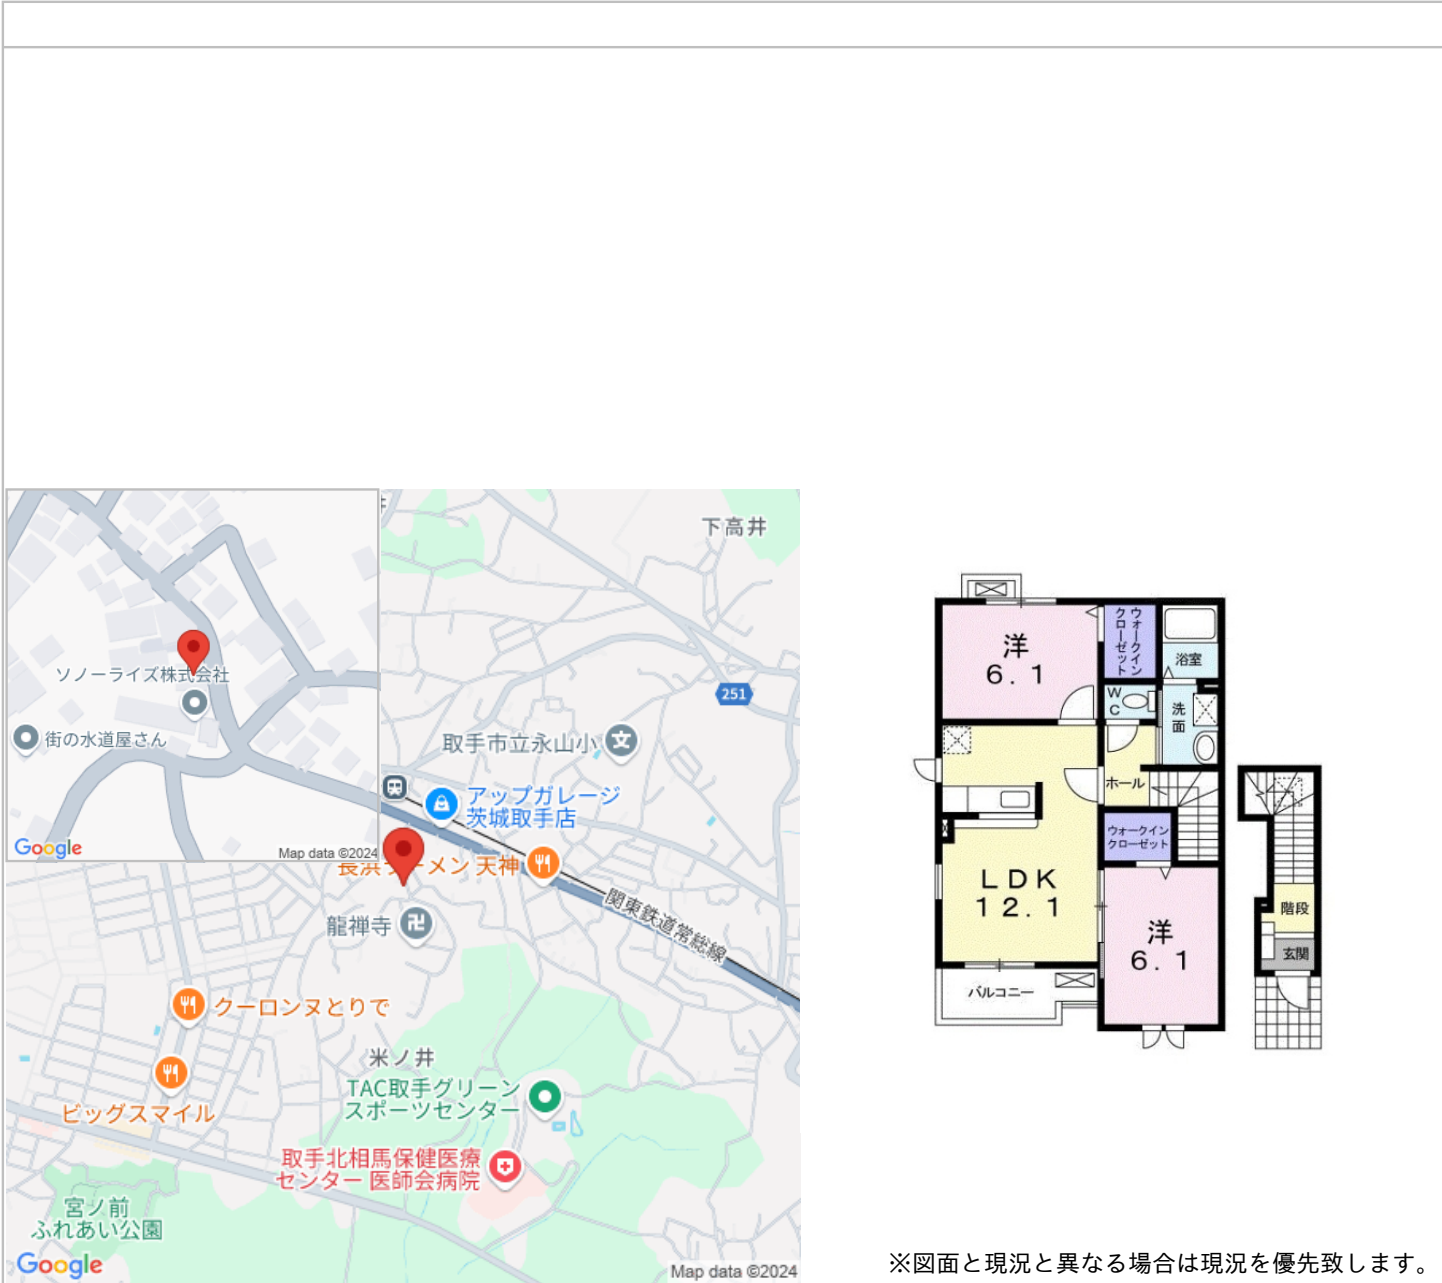 ソノーライズ株式会社
街の水道屋さん
Google
Map data ©2024
下高井
251
取手市立永山小
文
アップガレージ
茨城取手店
長浜ラーメン 天神
関東鉄道常総線
龍禅寺
卍
クーロンヌとりで
米ノ井
TAC取手グリーン
スポーツセンター
ビッグスマイル
取手北相馬保健医療
センター 医師会病院
宮ノ前
ふれあい公園
Google
Map data ©2024
洋
6.1
ウォークイン
クローゼット
浴室
WC
洗面
ホール
ウォークイン
クローゼット
LDK
12.1
洋
6.1
バルコニー
階段
玄関
※図面と現況と異なる場合は現況を優先致します。